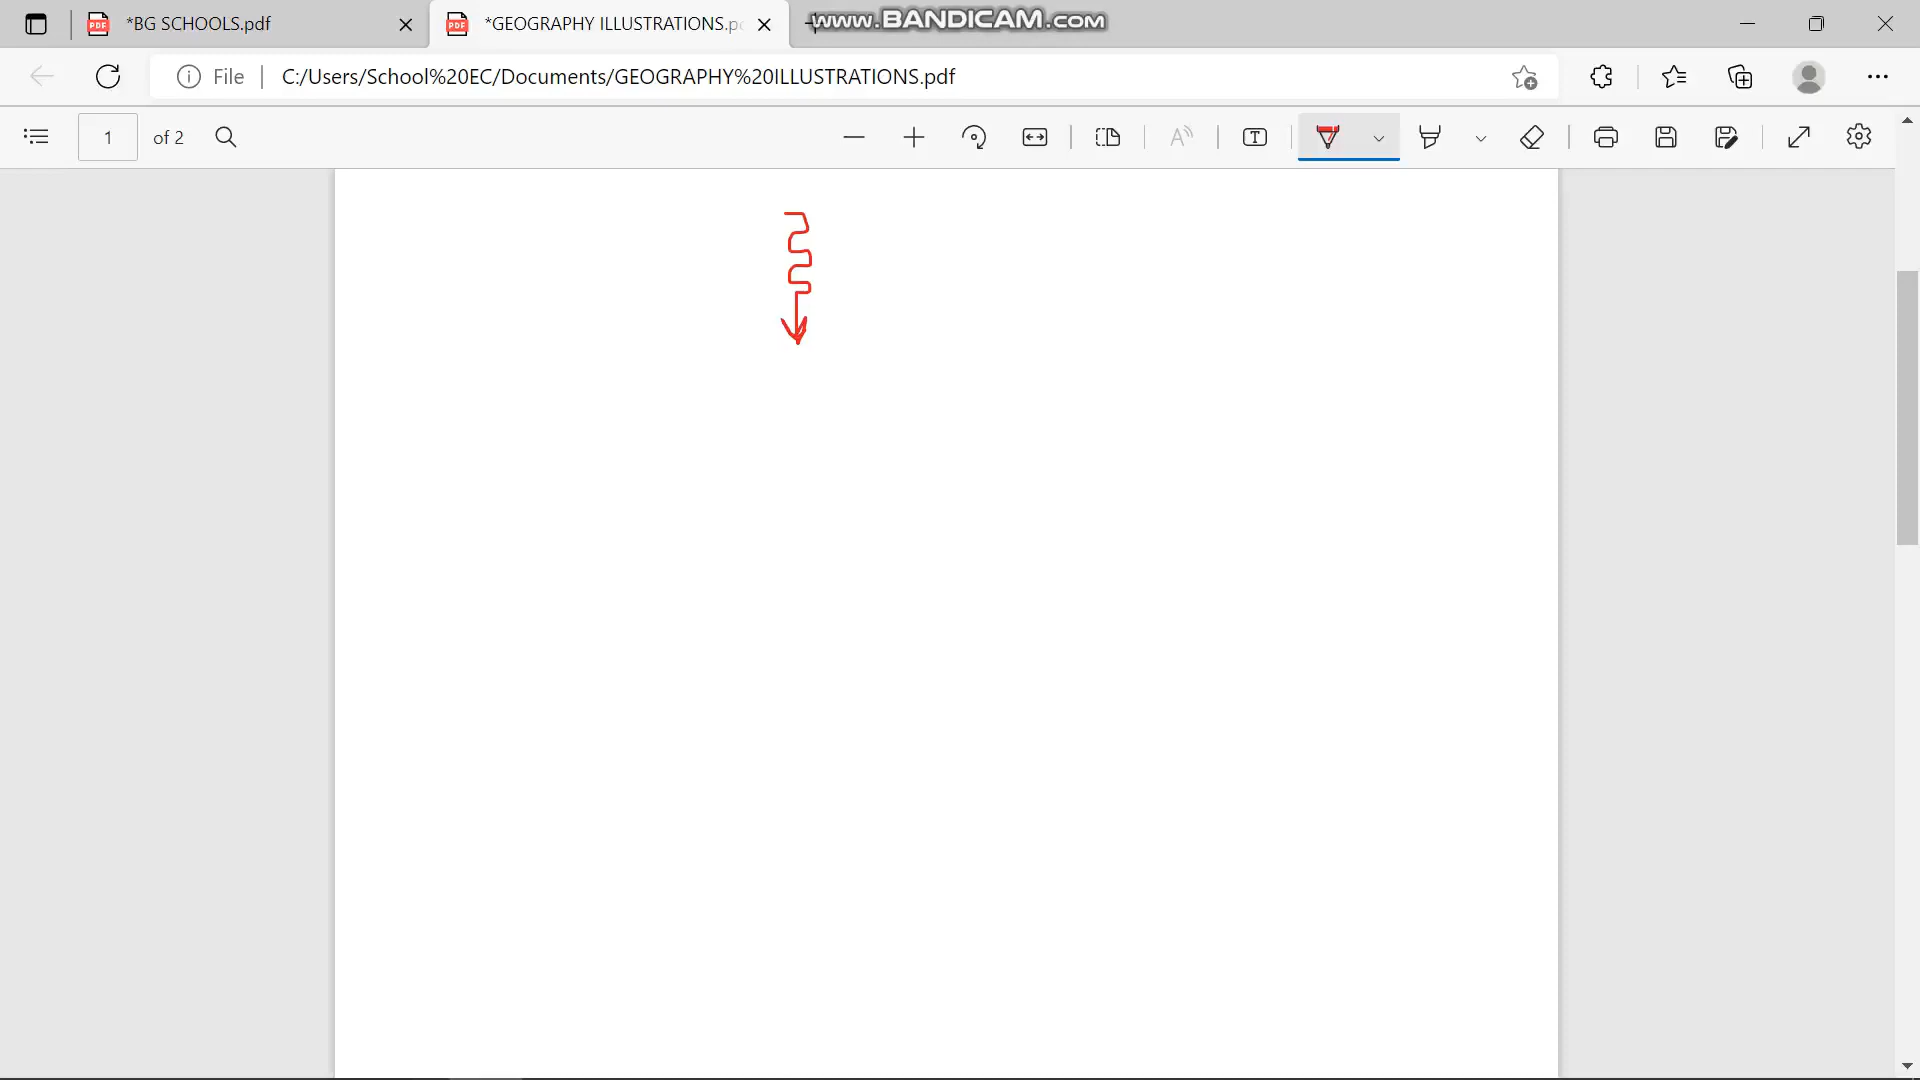 *BG SCHOOLS.pdf
*GEOGRAPHY ILLUSTRATIONS.pd
www.BANDICAM.com
File
C:/Users/School%20EC/Documents/GEOGRAPHY%20ILLUSTRATIONS.pdf
1 of 2